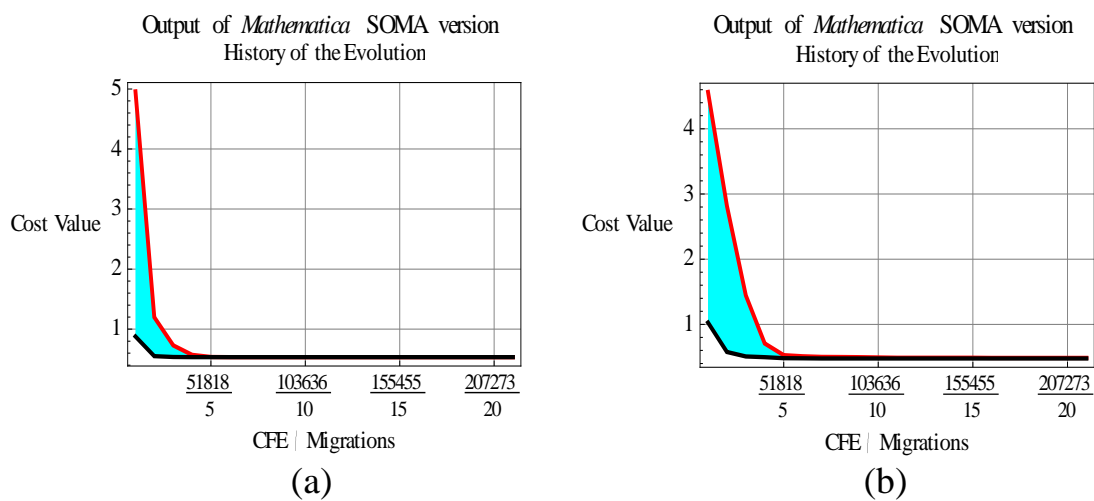 Output of Mathematica SOMA version
History of the Evolution
5
4
3
2
1
Cost Value
51818 103636 155455 207273
5 10 15 20
CFE / Migrations
(a)
Output of Mathematica SOMA version
History of the Evolution
4
3
2
1
Cost Value
51818 103636 155455 207273
5 10 15 20
CFE / Migrations
(b)